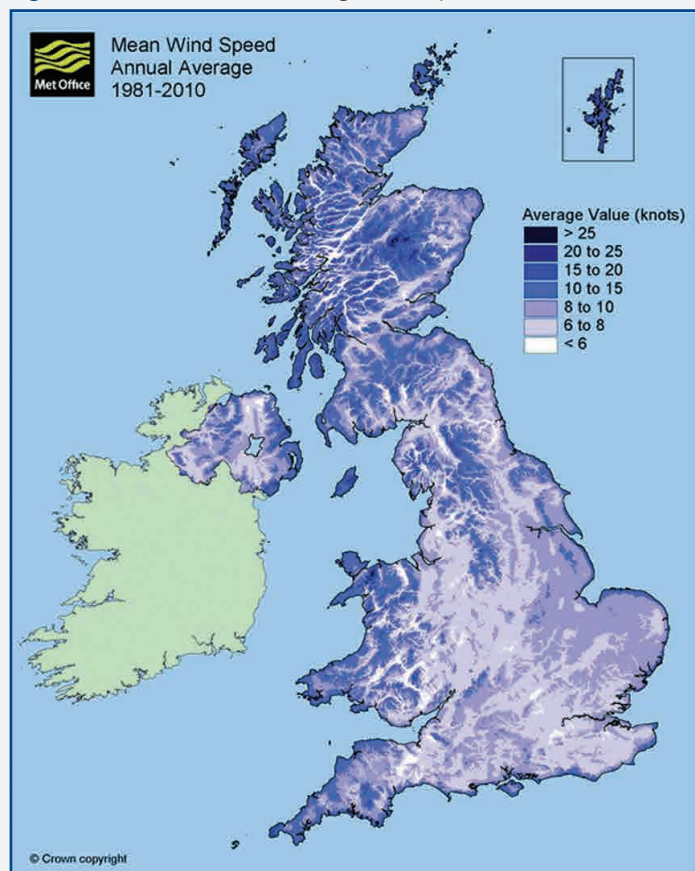 Met Office
Mean Wind Speed
Annual Average
1981-2010
Average Value (knots)
> 25
20 to 25
15 to 20
10 to 15
8 to 10
6 to 8
< 6
© Crown copyright